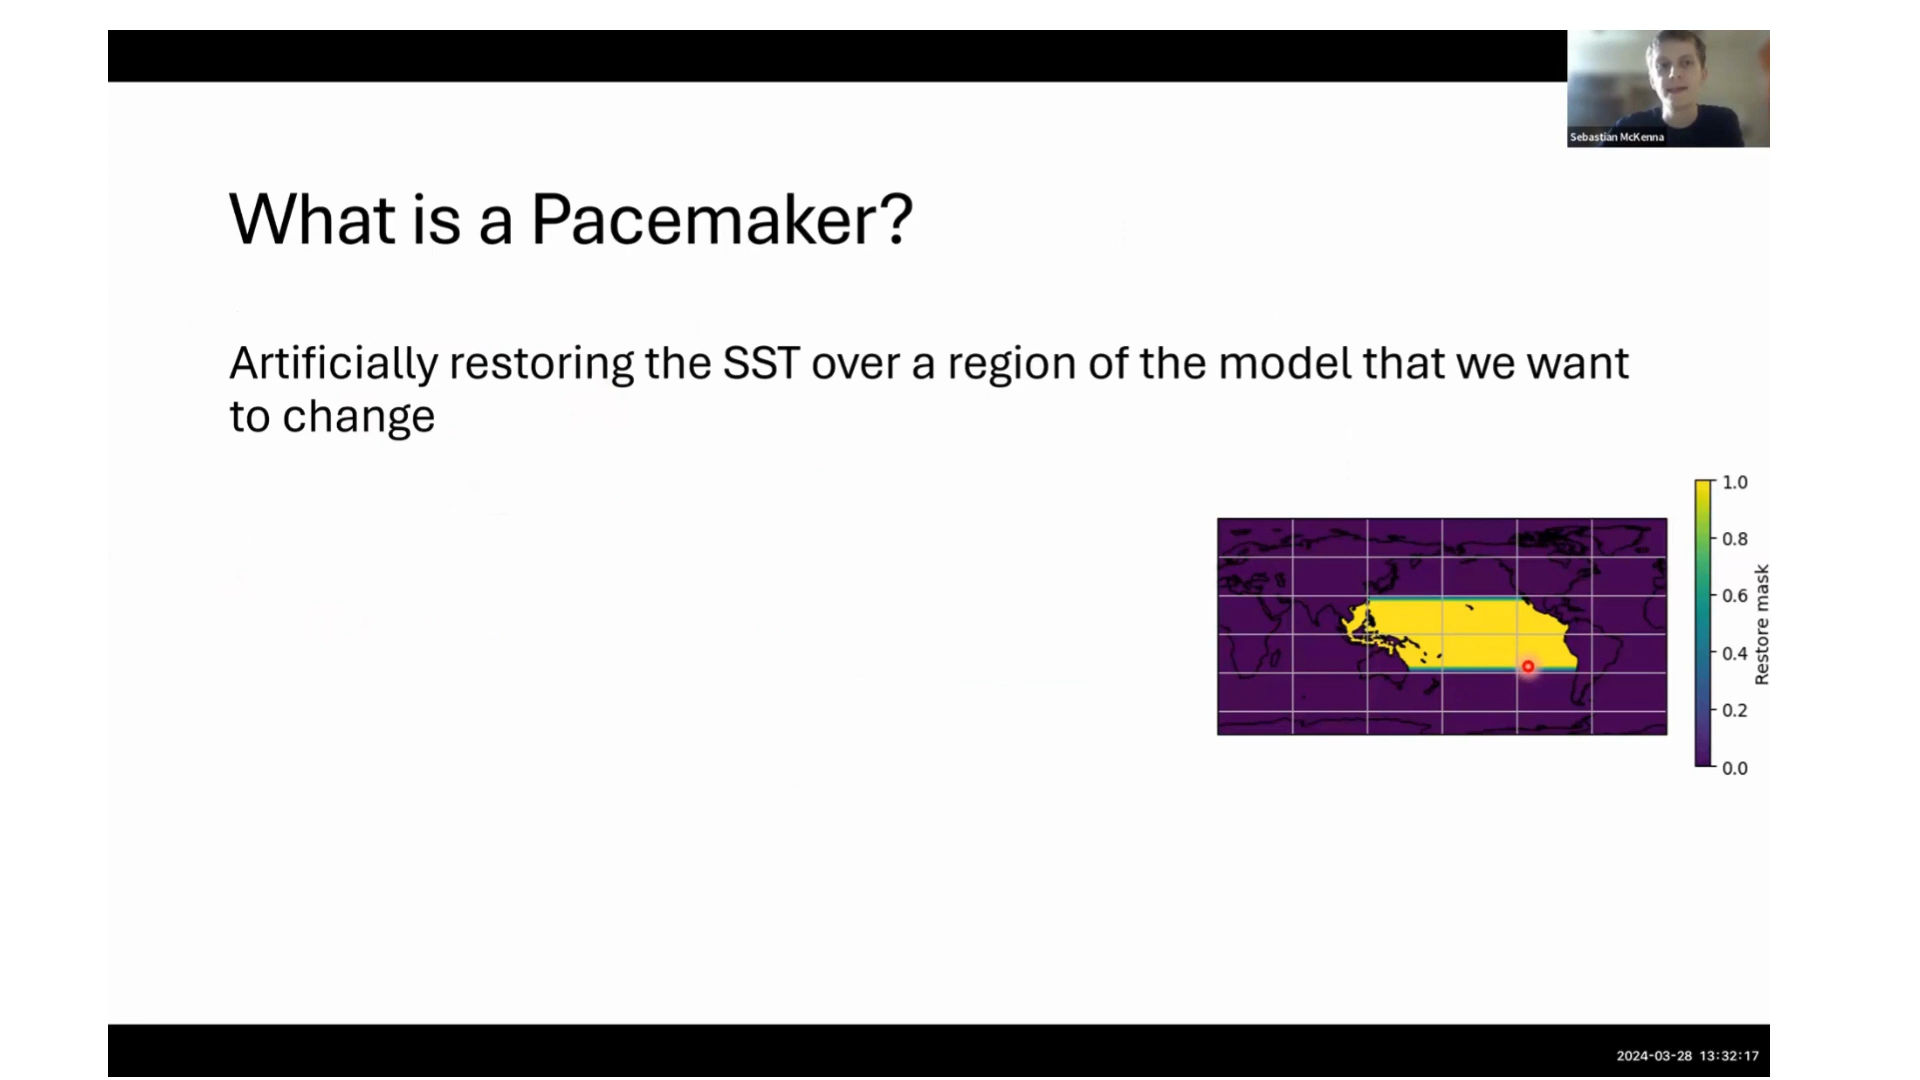 Sebastian McKenna
What is a Pacemaker?
Artificially restoring the SST over a region of the model that we want
to change
1.0
0.8
0.6
0.4
0.2
0.0
Restore mask
2024-03-28 13:32:17